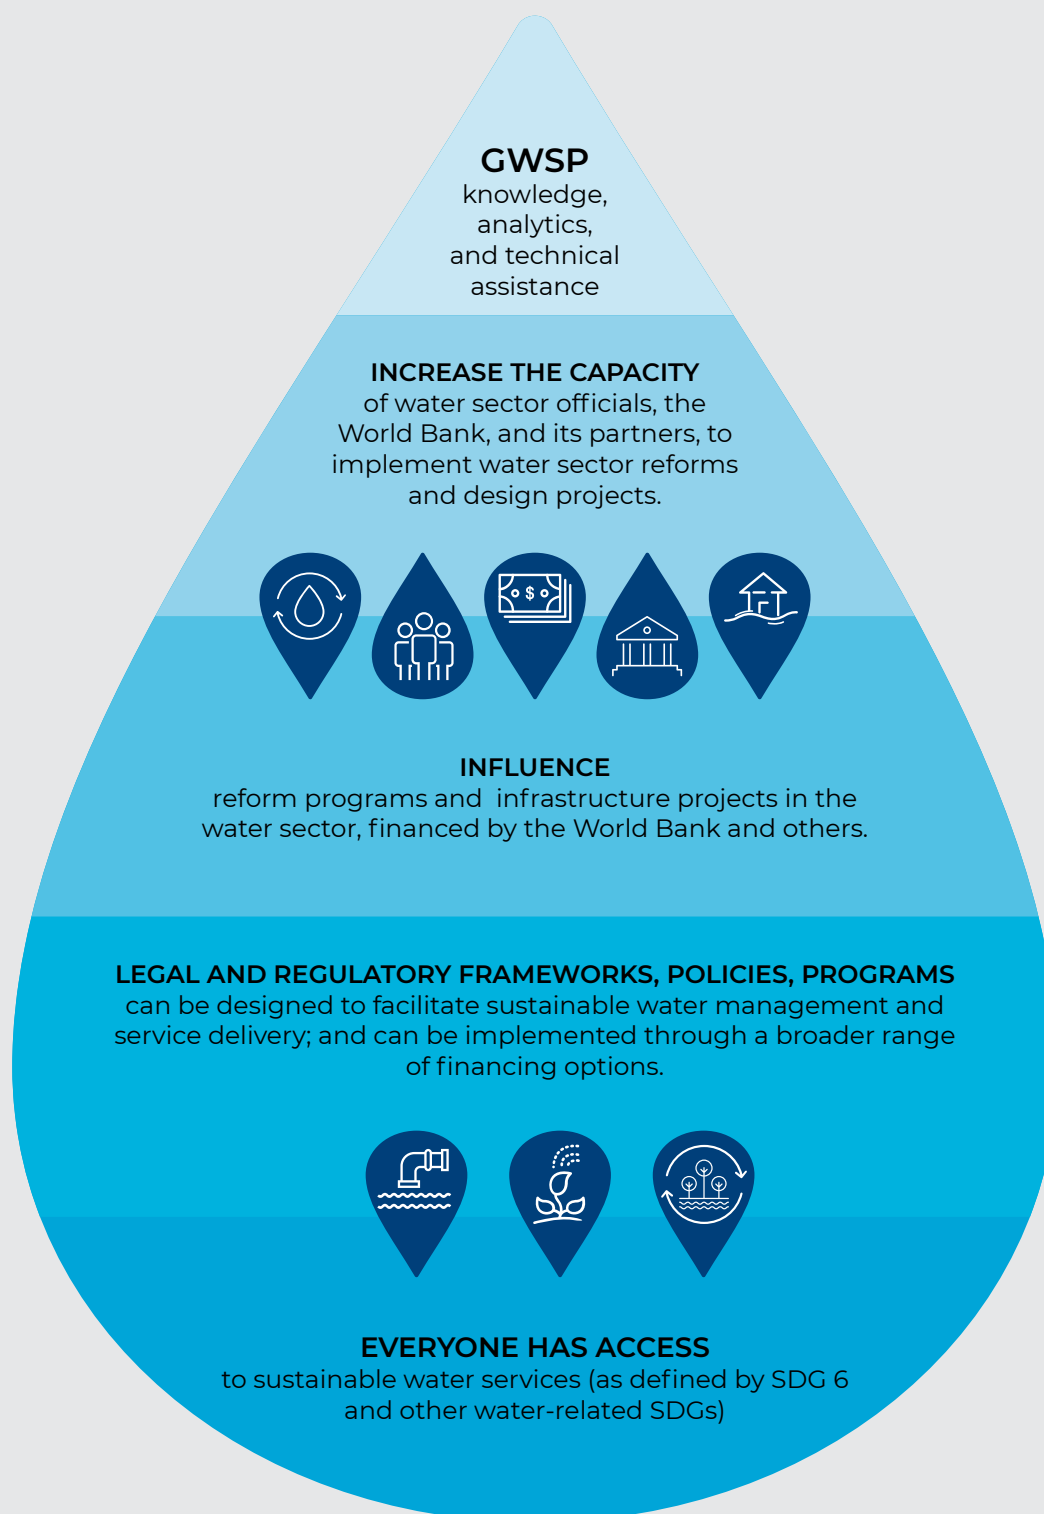 GWSP
knowledge,
analytics,
and technical
assistance
INCREASE THE CAPACITY
of water sector officials, the
World Bank, and its partners, to
implement water sector reforms
and design projects.
$
INFLUENCE
reform programs and infrastructure projects in the
water sector, financed by the World Bank and others.
LEGAL AND REGULATORY FRAMEWORKS, POLICIES, PROGRAMS
can be designed to facilitate sustainable water management and
service delivery; and can be implemented through a broader range
of financing options.
EVERYONE HAS ACCESS
to sustainable water services (as defined by SDG 6
and other water-related SDGs)